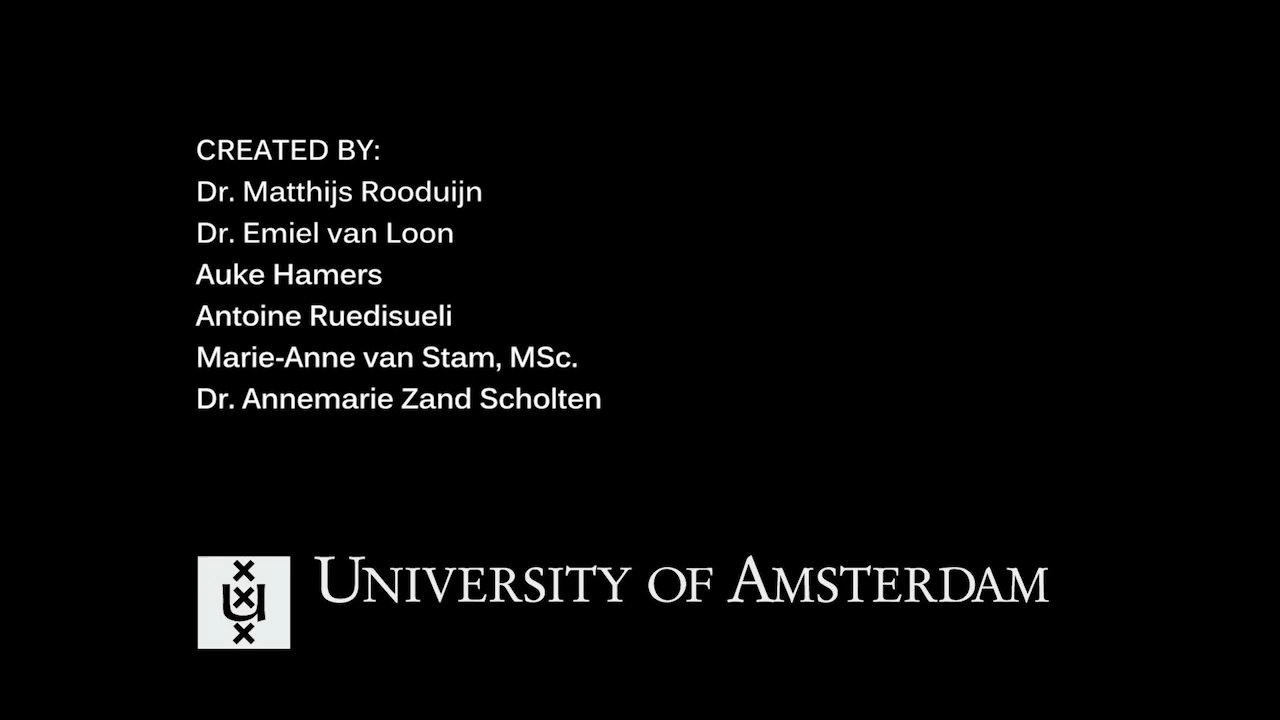 CREATED BY:
Dr. Matthijs Rooduijn
Dr. Emiel van Loon
Auke Hamers
Antoine Ruedisueli
Marie-Anne van Stam, MSc.
Dr. Annemarie Zand Scholten
UNIVERSITY OF AMSTERDAM